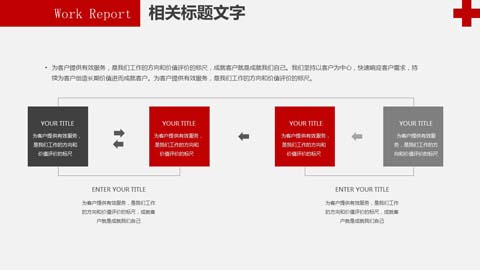 Work Report
相关标题文字
• 为客户提供有效服务，是我们工作的方向和价值评价的标尺，成就客户就是成就我们自己。我们坚持以客户为中心，快速响应客户需求，持
续为客户创造长期价值进而成就客户。为客户提供有效服务，是我们工作的方向和价值评价的标尺。
YOUR TITLE
为客户提供有效服务，
是我们工作的方向和
价值评价的标尺
YOUR TITLE
为客户提供有效服务，
是我们工作的方向和
价值评价的标尺
YOUR TITLE
为客户提供有效服务，
是我们工作的方向和
价值评价的标尺
YOUR TITLE
为客户提供有效服
务，是我们工作的方
向和价值评价的标尺
ENTER YOUR TITLE
为客户提供有效服务，是我们工作
的方向和价值评价的标尺，成就客
户就是成就我们自己
ENTER YOUR TITLE
为客户提供有效服务，是我们工作
的方向和价值评价的标尺，成就客
户就是成就我们自己